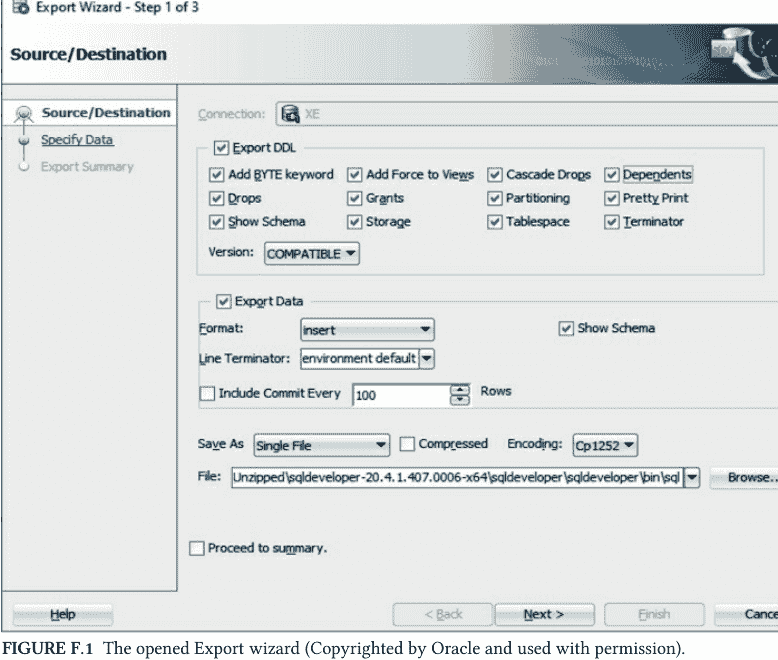 Export Wizard - Step 1 of 3
Source/Destination
Source/Destination
Specify Data
Export Summary
Connection: XE
Export DDL
Add BYTE keyword Add Force to Views Cascade Drops Dependents
Drops Grants Partitioning Pretty Print
Show Schema Storage Tablespace Terminator
Version: COMPATIBLE
Export Data
Format: insert Show Schema
Line Terminator: environment default
Include Commit Every 100 Rows
Save As Single File Compressed Encoding: Cp1252
File: Unzipped\sqldeveloper-20.4.1.407.0006-x64\sqldeveloper\sqldeveloper\bin\sql Browse..
Proceed to summary.
Help < Back Next > Finish Cance
FIGURE F.1 The opened Export wizard (Copyrighted by Oracle and used with permission).